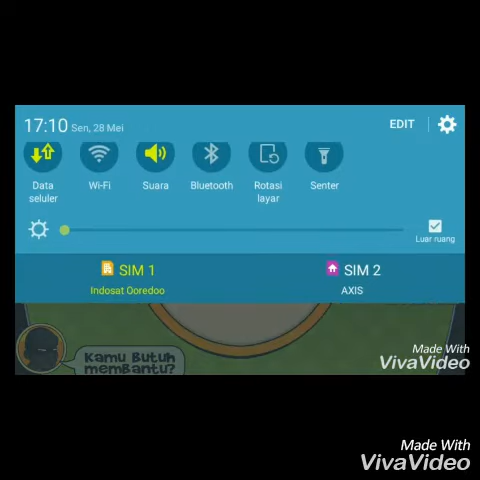 17:10 Sen, 28 Mei
EDIT
Data
seluler
Wi-Fi
Suara
Bluetooth
Rotasi
layar
Senter
Luar ruang
SIM 1
Indosat Ooredoo
SIM 2
AXIS
Kamu Butuh
membantu?
Made With
VivaVideo
Made With
VivaVideo